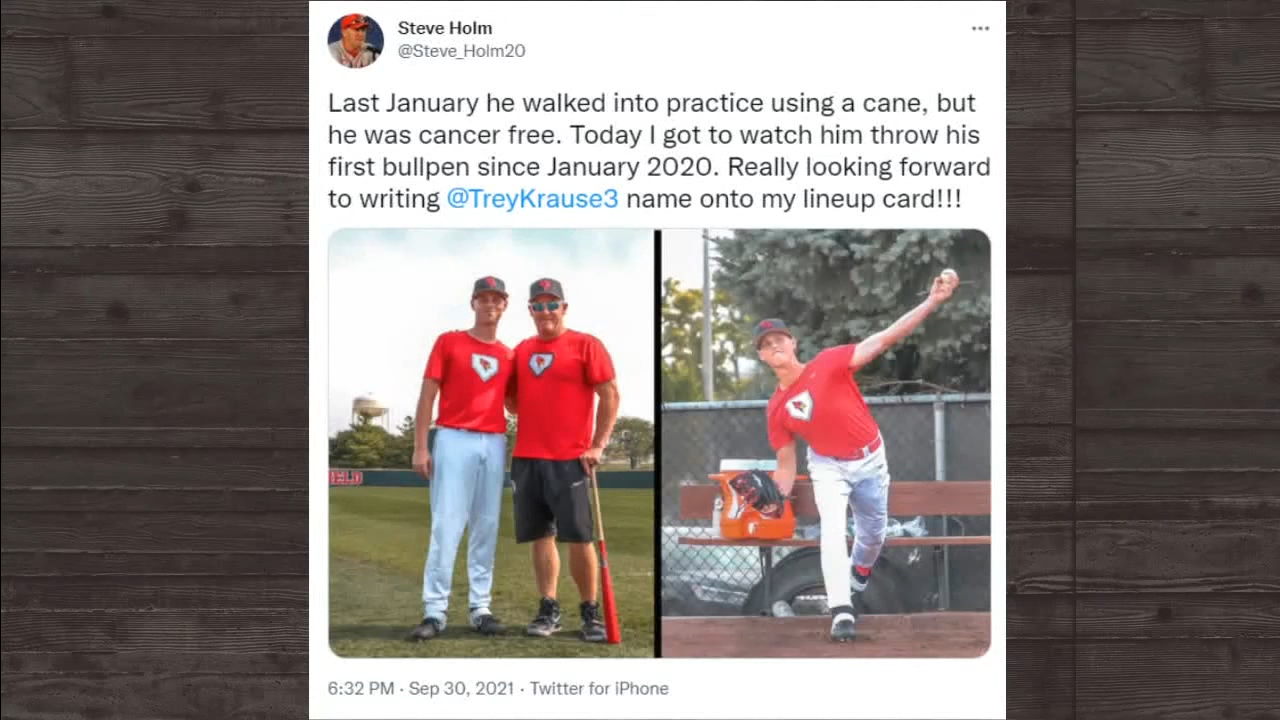 Steve Holm
@Steve_Holm20
Last January he walked into practice using a cane, but
he was cancer free. Today I got to watch him throw his
first bullpen since January 2020. Really looking forward
to writing @TreyKrause3 name onto my lineup card!!!
IELD
6:32 PM · Sep 30, 2021 · Twitter for iPhone